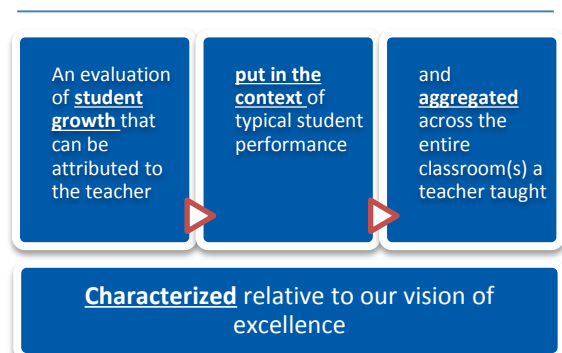 An evaluation
of student
growth that
can be
attributed to
the teacher
put in the
context of
typical student
performance
and
aggregated
across the
entire
classroom(s) a
teacher taught
Characterized relative to our vision of
excellence